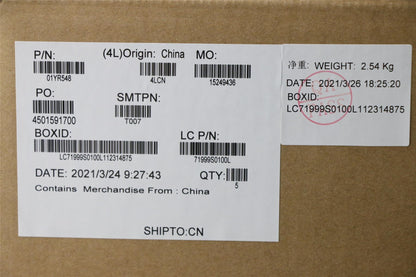 P/N: (4L)Origin: China MO:
01YR548 4LCN 15249436
PO: SMTPN:
4501591700 T007
BOXID: LC P/N:
LC71999S0100L112314875 71999S0100L
DATE: 2021/3/24 9:27:43 QTY:
5
Contains Merchandise From : China
SHIPTO:CN
净重: WEIGHT: 2.54 Kg
DATE: 2021/3/26 18:25:20
BOXID:
LC71999S0100L112314875